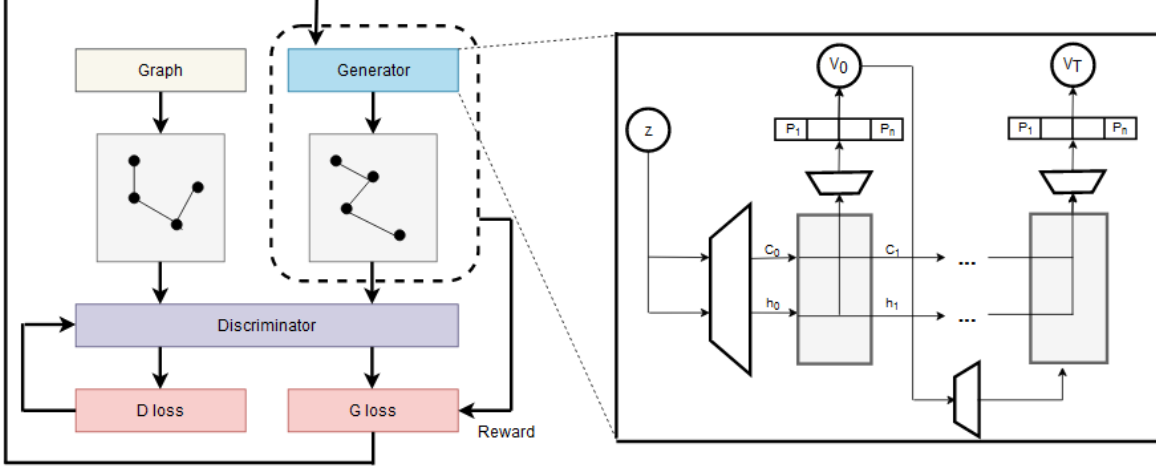 Graph
Generator
Discriminator
D loss
G loss
Reward
z
V0
VT
P1
Pn
P1
Pn
C0
C1
...
h0
h1
...